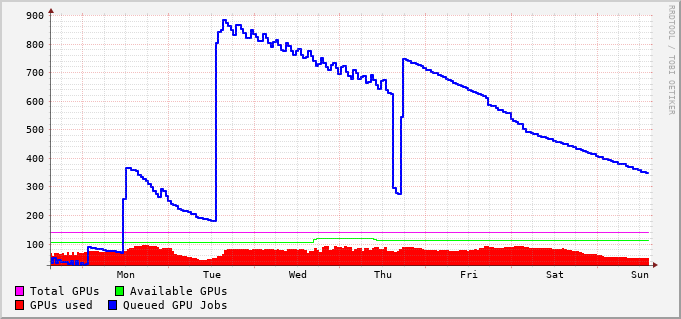 900
800
700
600
500
400
300
200
100
Mon Tue Wed Thu Fri Sat Sun
Total GPUs Available GPUs
GPUs used Queued GPU Jobs
RRDTOOL / TOBI OETIKER